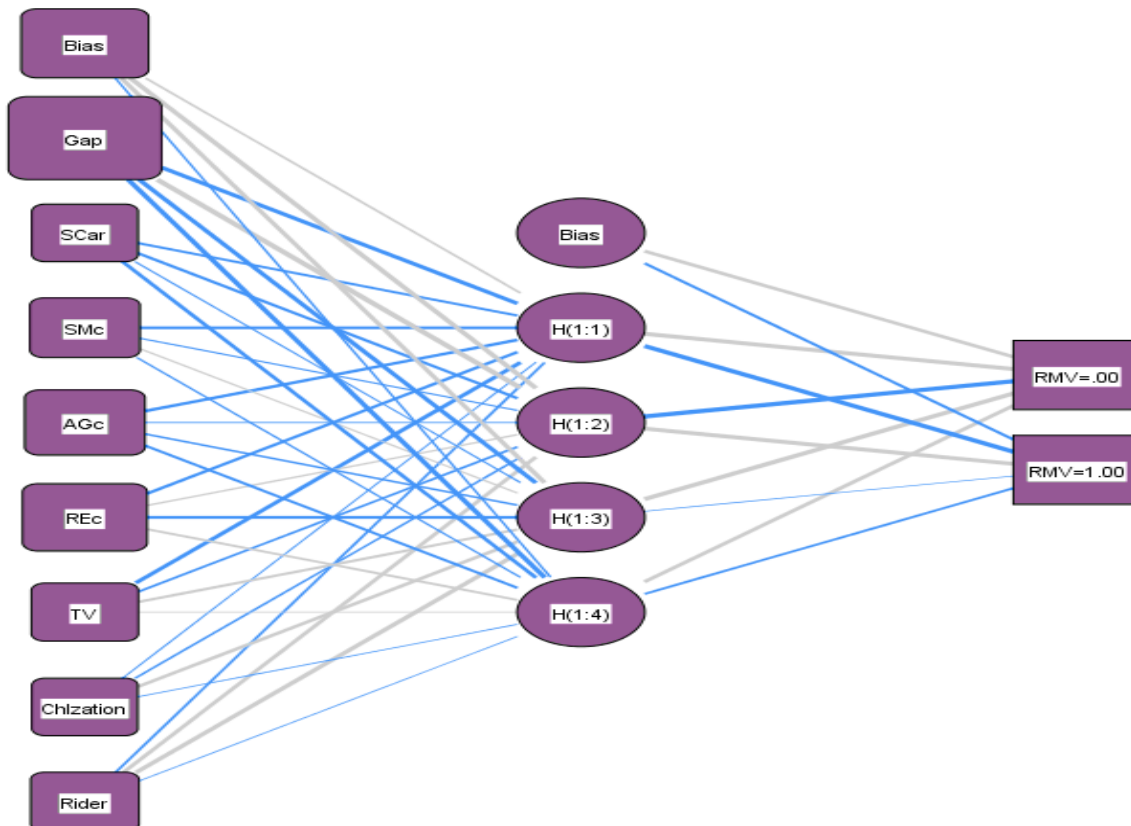 Bias
Gap
SCar
SMc
AGc
REc
TV
Chlzation
Rider
Bias
H(1:1)
H(1:2)
H(1:3)
H(1:4)
RMV=.00
RMV=1.00